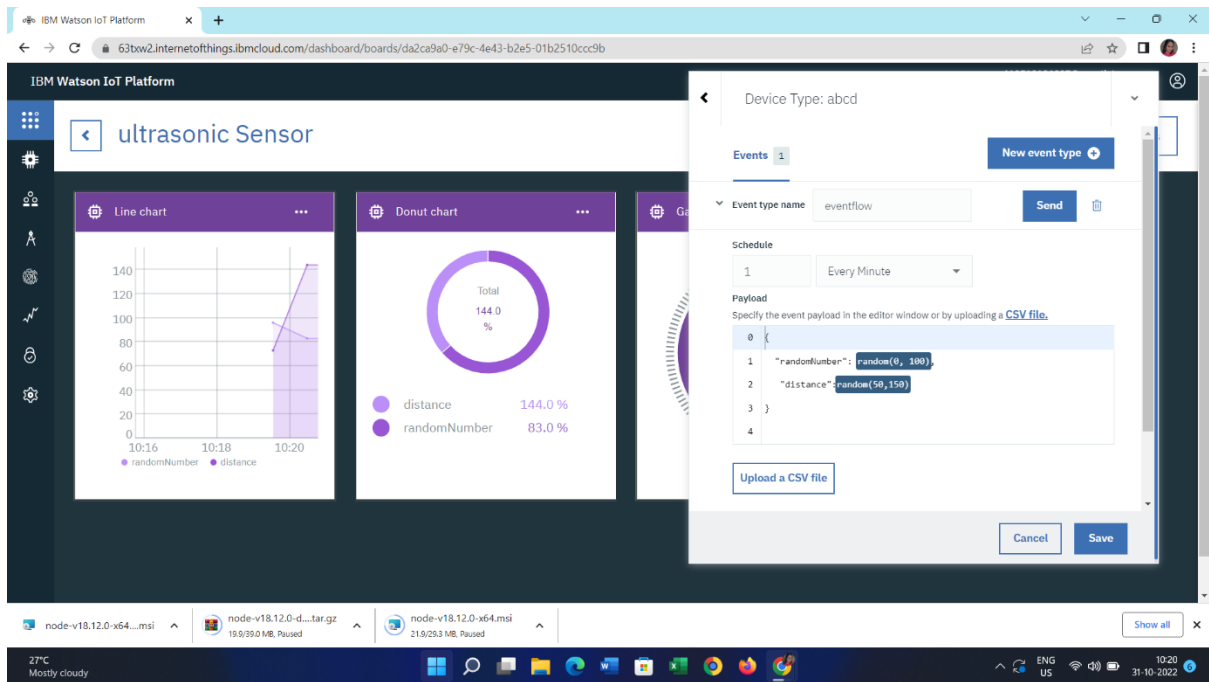 IBM Watson IoT Platform
63txw2.internetofthings.ibmcloud.com/dashboard/boards/da2ca9a0-e79c-4e43-b2e5-01b2510ccc9b
IBM Watson IoT Platform
ultrasonic Sensor
Line chart
140
120
100
80
60
40
20
0
10:16 10:18 10:20
randomNumber distance
Donut chart
Total
144.0
%
distance 144.0 %
randomNumber 83.0 %
Ga
Device Type: abcd
Events 1
New event type
Event type name eventflow Send
Schedule
1 Every Minute
Payload
Specify the event payload in the editor window or by uploading a CSV file.
0 {
1 "randomNumber": random(0, 100),
2 "distance":random(50,150)
3 }
4
Upload a CSV file
Cancel Save
node-v18.12.0-x64....msi
node-v18.12.0-d....tar.gz
19.9/39.0 MB, Paused
node-v18.12.0-x64.msi
21.9/29.3 MB, Paused
Show all
27°C
Mostly cloudy
ENG
US
10:20
31-10-2022
6